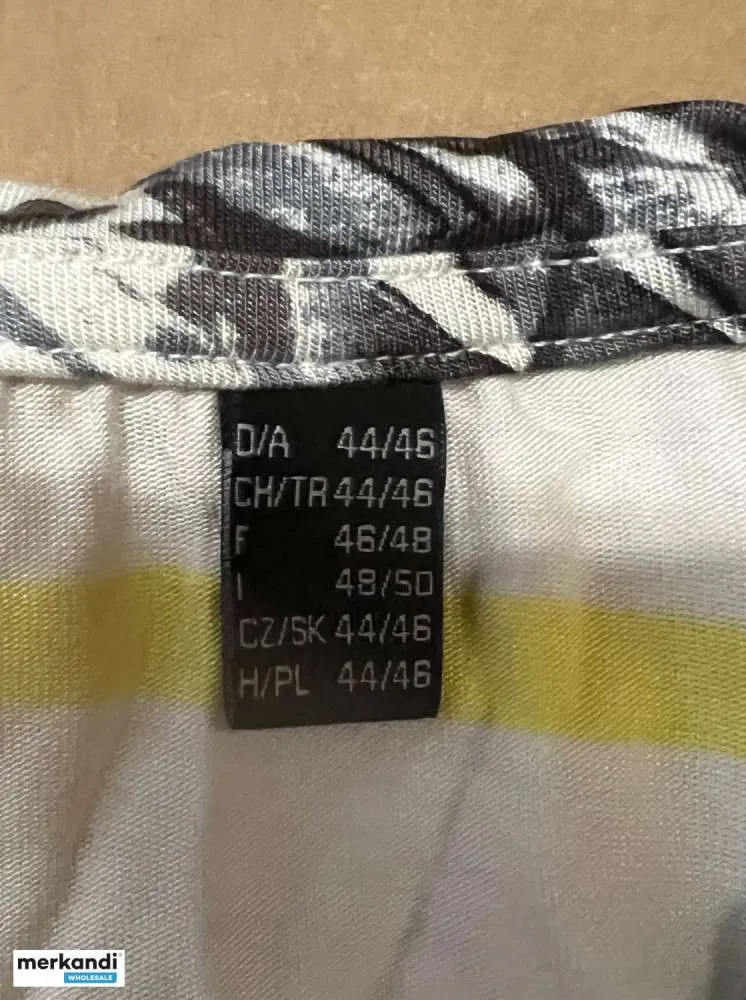 D/A 44/46
CH/TR 44/46
F 46/48
I 48/50
CZ/SK 44/46
H/PL 44/46
merkandi
WHOLESALE